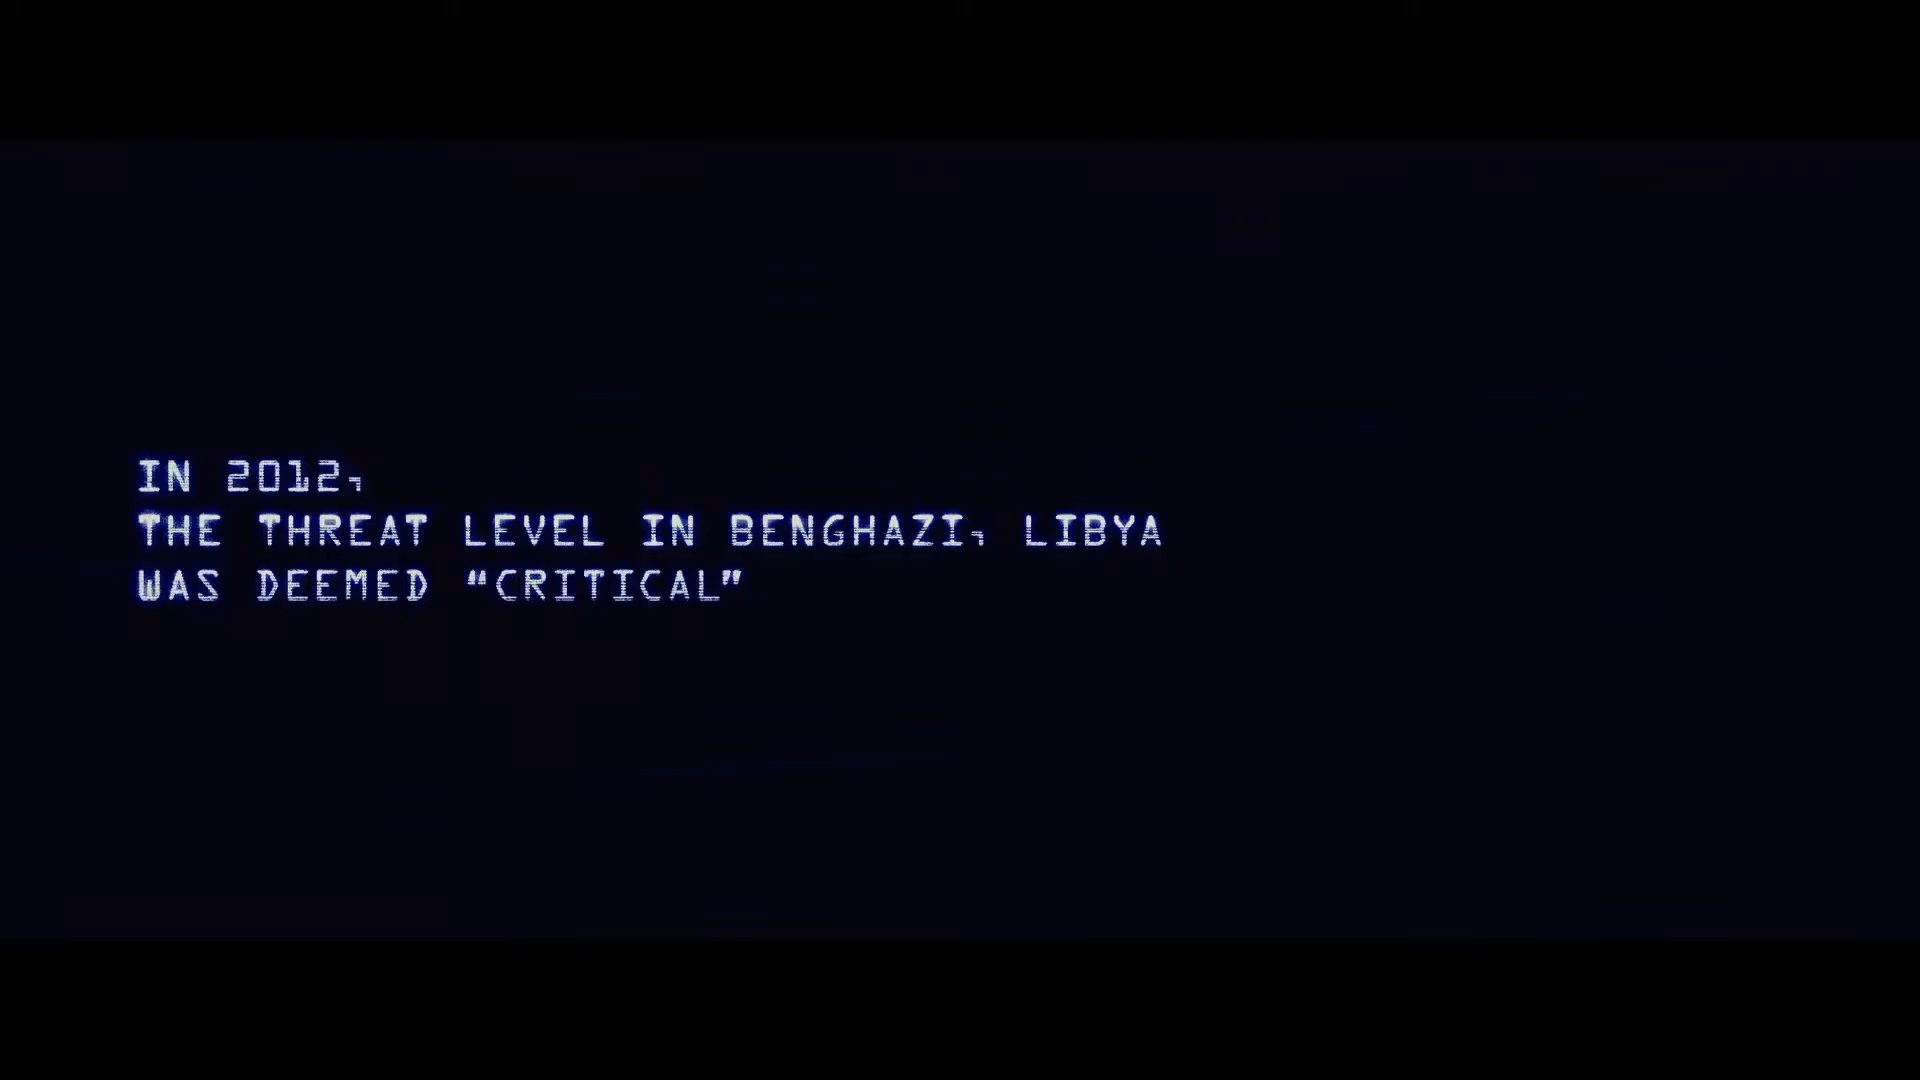 IN 2012,
THE THREAT LEVEL IN BENGHAZI, LIBYA
WAS DEEMED “CRITICAL”